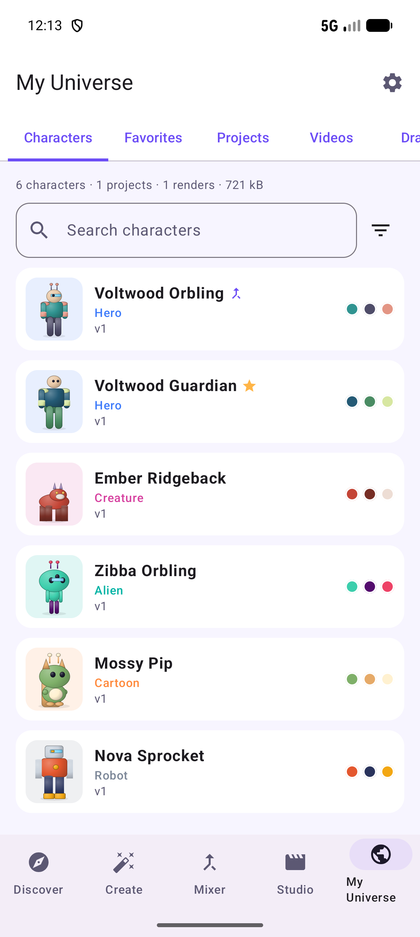 12:13
5G
My Universe
Characters
Favorites
Projects
Videos
Dra
6 characters · 1 projects · 1 renders · 721 kB
Search characters
Voltwood Orbling
Hero
v1
Voltwood Guardian
Hero
v1
Ember Ridgeback
Creature
v1
Zibba Orbling
Alien
v1
Mossy Pip
Cartoon
v1
Nova Sprocket
Robot
v1
Discover
Create
Mixer
Studio
My
Universe